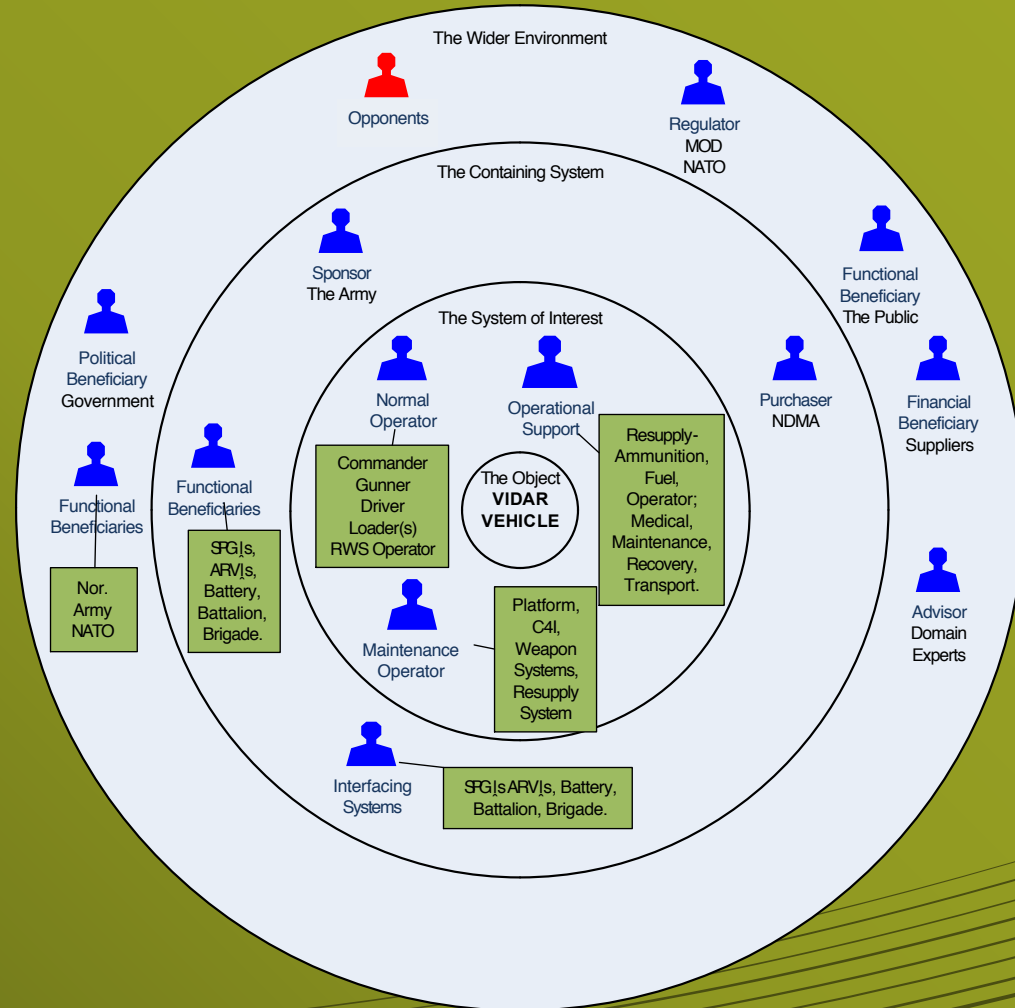 The Wider Environment
Opponents
Regulator
MOD
NATO
The Containing System
Sponsor
The Army
Functional
Beneficiary
The Public
The System of Interest
Political
Beneficiary
Government
Normal
Operator
Operational
Support
Purchaser
NDMA
Financial
Beneficiary
Suppliers
Commander
Gunner
Driver
Loader(s)
RWS Operator
Resupply-
Ammunition,
Fuel,
Operator;
Medical,
Maintenance,
Recovery,
Transport.
The Object
VIDAR
VEHICLE
Functional
Beneficiaries
Functional
Beneficiaries
Nor.
Army
NATO
Battery,
Battalion,
Brigade.
Maintenance
Operator
Platform,
C4I,
Weapon
Systems,
Resupply
System
Advisor
Domain
Experts
Interfacing
Systems
Battery,
Battalion, Brigade.